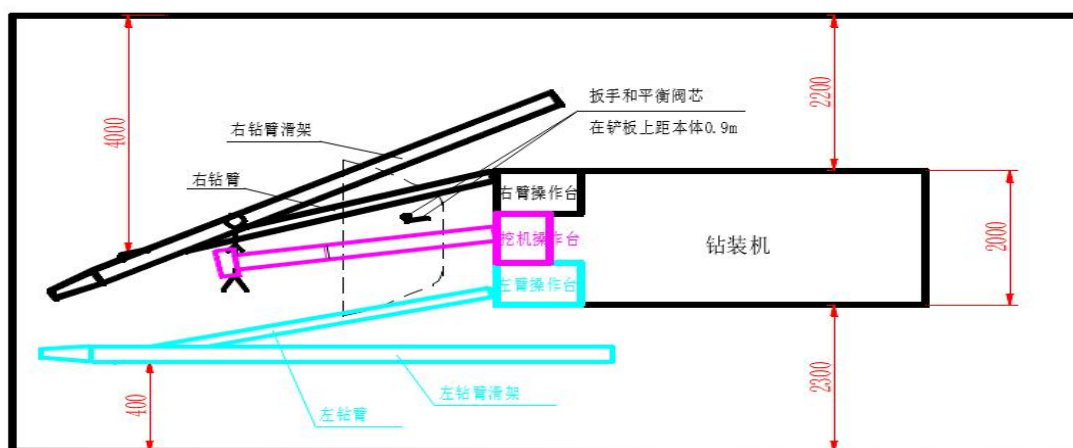 扳手和平衡阀芯
在铲板上距本体0.9m
右钻臂滑架
右钻臂
4000
2200
右臂操作台
挖机操作台
左臂操作台
钻装机
2000
2300
400
左钻臂
左钻臂滑架